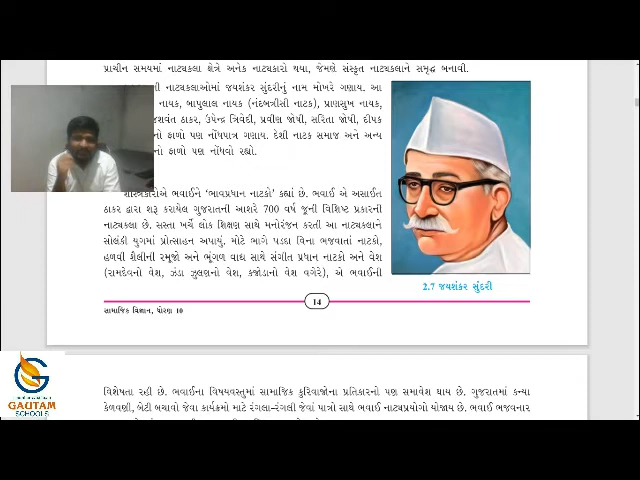 પ્રાચીન સમયમાં નાટ્યકલા ક્ષેત્રે અનેક નાટ્યકારો થયા, જેમણે સંસ્કૃત નાટ્યકલાને સમૃદ્ધ બનાવી.
ની નાટ્યકલાઓમાં જયશંકર સુંદરીનું નામ મોખરે ગણાય. આ
નાયક, બાપુલાલ નાયક (નંદબત્રીસી નાટક), પ્રાણસુખ નાયક,
શવંત ઠાકર, ઉપેન્દ્ર ત્રિવેદી, પ્રવીણ જોષી, સરિતા જોષી, દીપક
નો ફાળો પણ નોંધપાત્ર ગણાય. દેશી નાટક સમાજ અને અન્ય
નો ફાળો પણ નોંધવો રહ્યો.
શાસ્ત્રકારોએ ભવાઈને 'ભાવપ્રધાન નાટકો' કહ્યાં છે. ભવાઈ એ અસાઈત
ઠાકર દ્વારા શરૂ કરાયેલ ગુજરાતની આશરે 700 વર્ષ જૂની વિશિષ્ટ પ્રકારની
નાટ્યકલા છે. સસ્તા ખર્ચે લોક શિક્ષણ સાથે મનોરંજન કરતી આ નાટ્યકલાને
સોલંકી યુગમાં પ્રોત્સાહન અપાયું. મોટે ભાગે પડદા વિના ભજવાતાં નાટકો,
હળવી શૈલીની રમૂજો અને ભૂંગળ વાદ્ય સાથે સંગીત પ્રધાન નાટકો અને વેશ
(રામદેવનો વેશ, ઝંડા ઝુલણનો વેશ, કજોડાનો વેશ વગેરે), એ ભવાઈની
2.7 જયશંકર સુંદરી
14
સામાજિક વિજ્ઞાન, ધોરણ 10
વિશેષતા રહી છે. ભવાઈના વિષયવસ્તુમાં સામાજિક કુરિવાજોના પ્રતિકારનો પણ સમાવેશ થાય છે. ગુજરાતમાં કન્યા
કેળવણી, બેટી બચાવો જેવા કાર્યક્રમો માટે રંગલા-રંગલી જેવાં પાત્રો સાથે ભવાઈ નાટ્યપ્રયોગો યોજાય છે. ભવાઈ ભજવનાર
GAUTAM
SCHOOLS